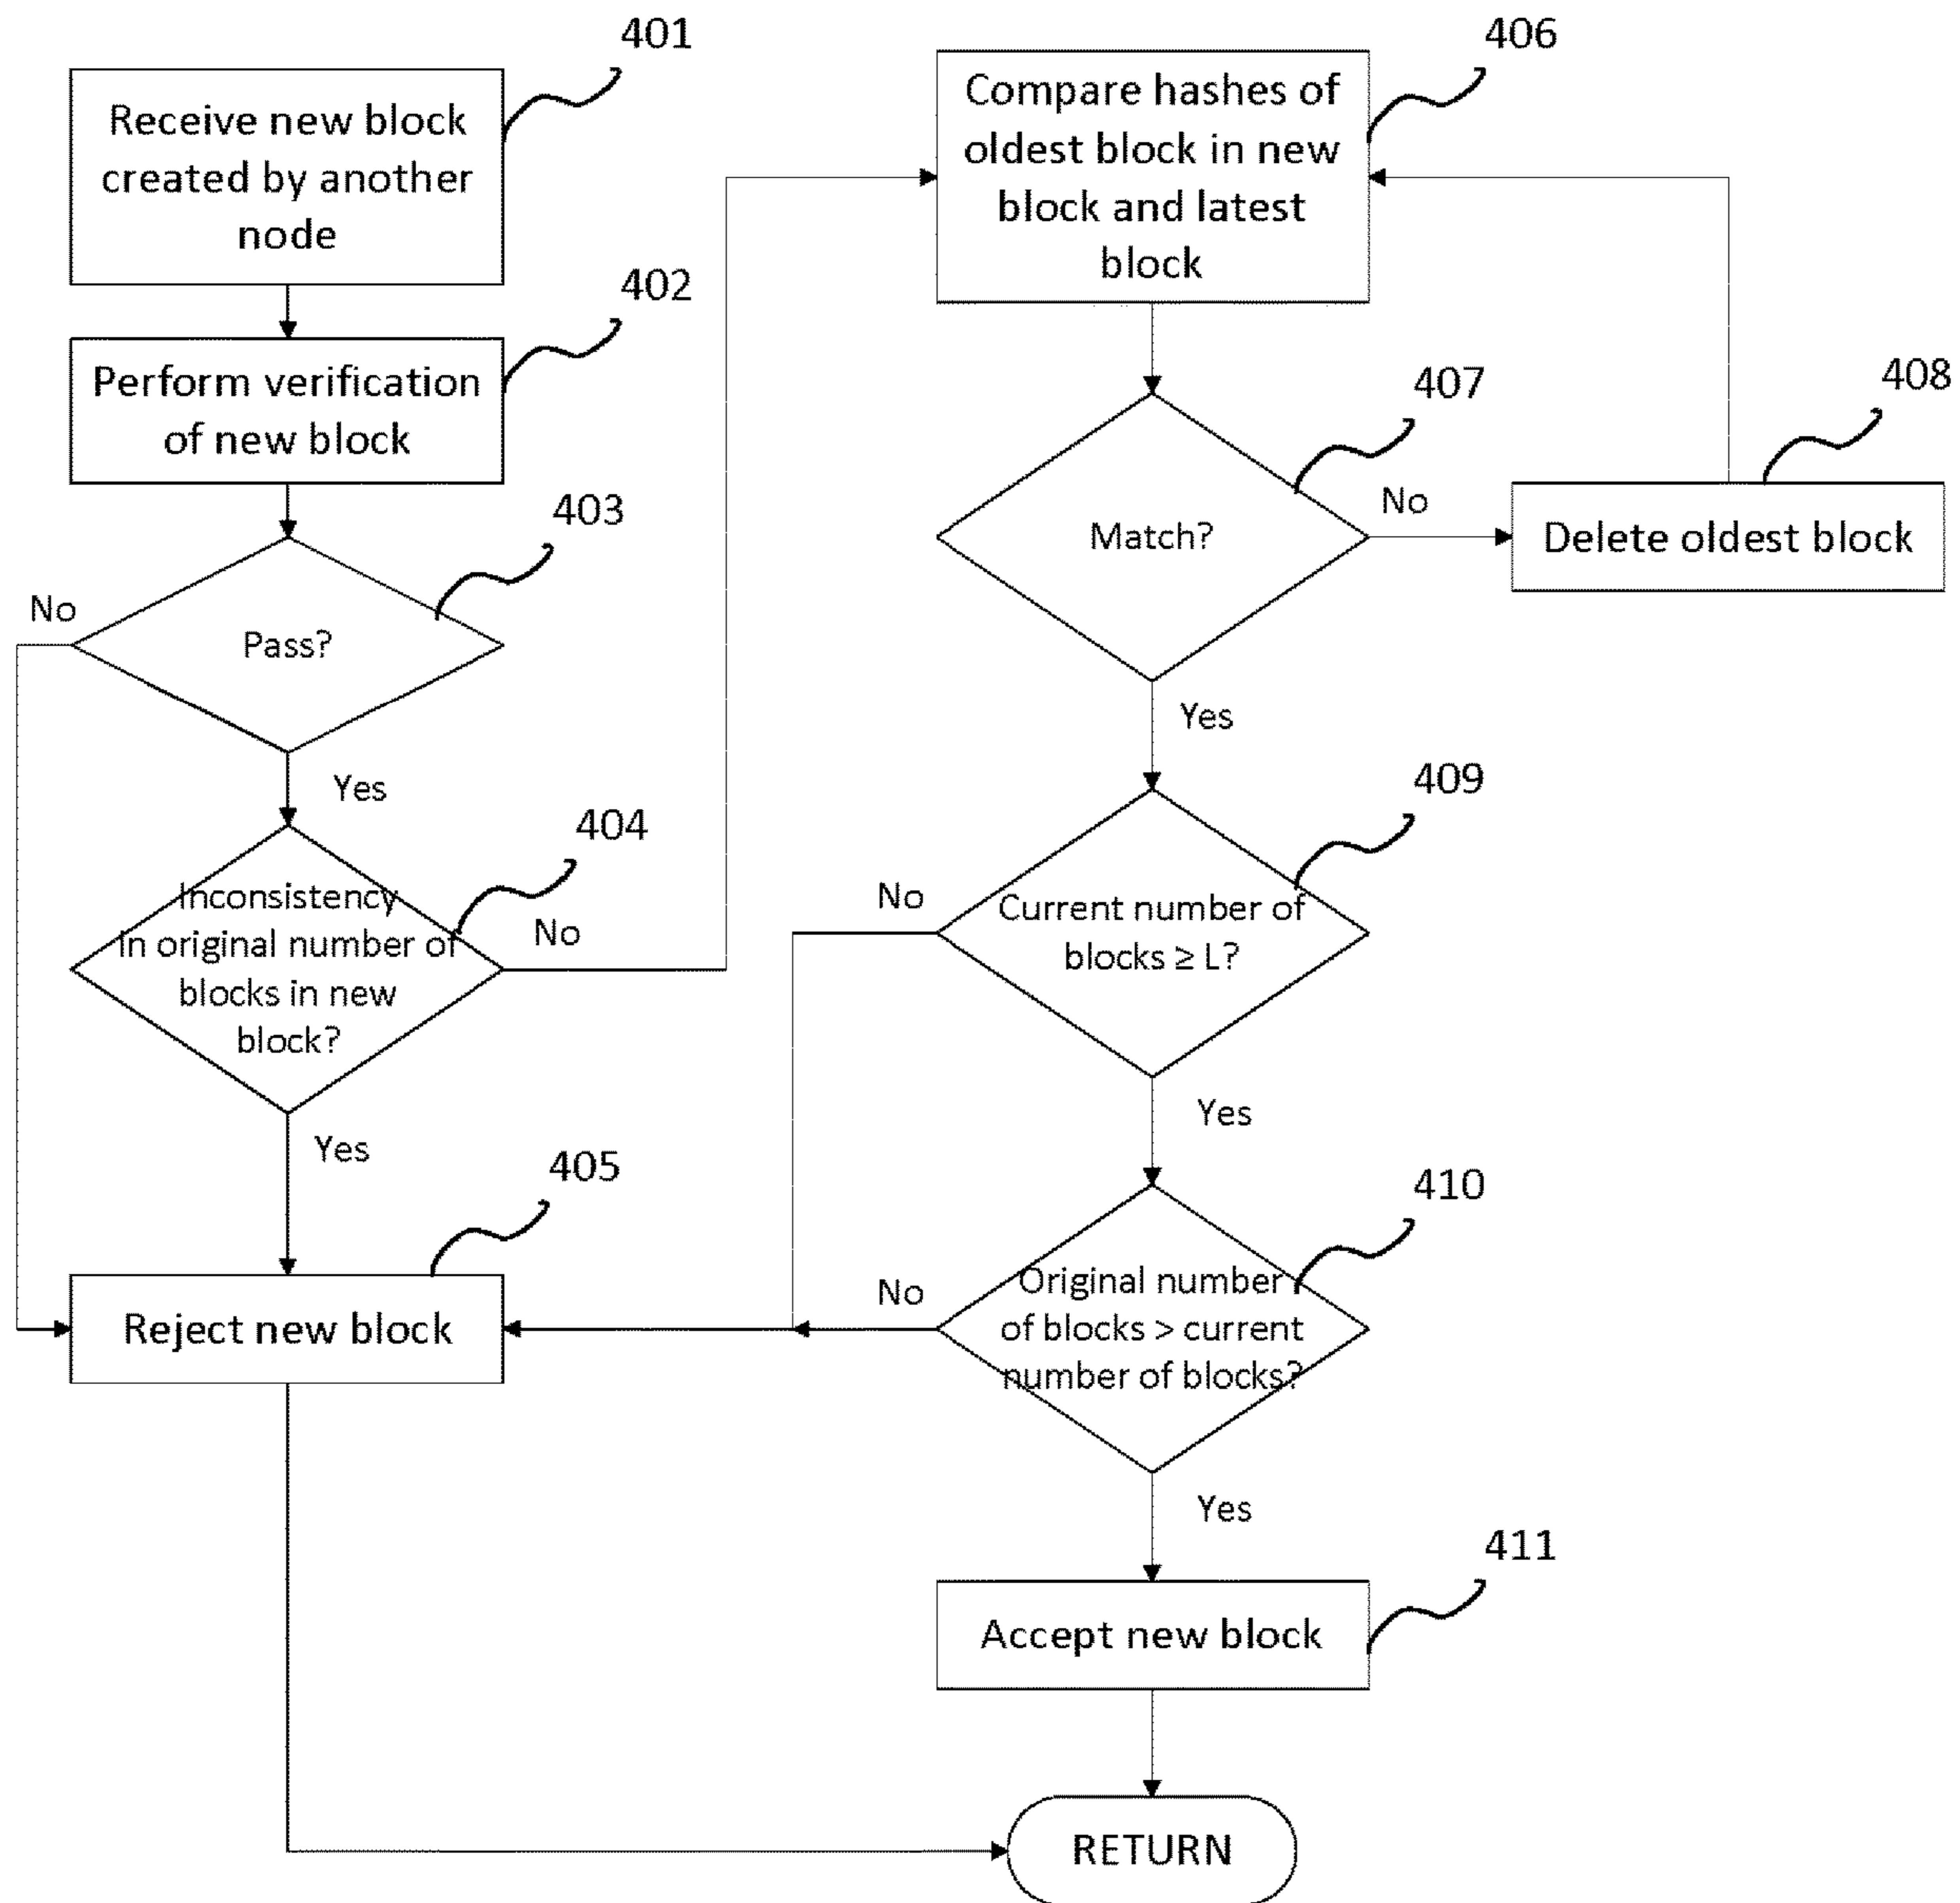 401
Receive new block
created by another
node
402
Perform verification
of new block
403
No
Pass?
Yes
404
Inconsistency
in original number of
blocks in new
block?
No
Yes
405
Reject new block
406
Compare hashes of
oldest block in new
block and latest
block
407
Match?
No
408
Delete oldest block
Yes
409
No
Current number of
blocks ≥ L?
Yes
410
No
Original number
of blocks > current
number of blocks?
Yes
411
Accept new block
RETURN